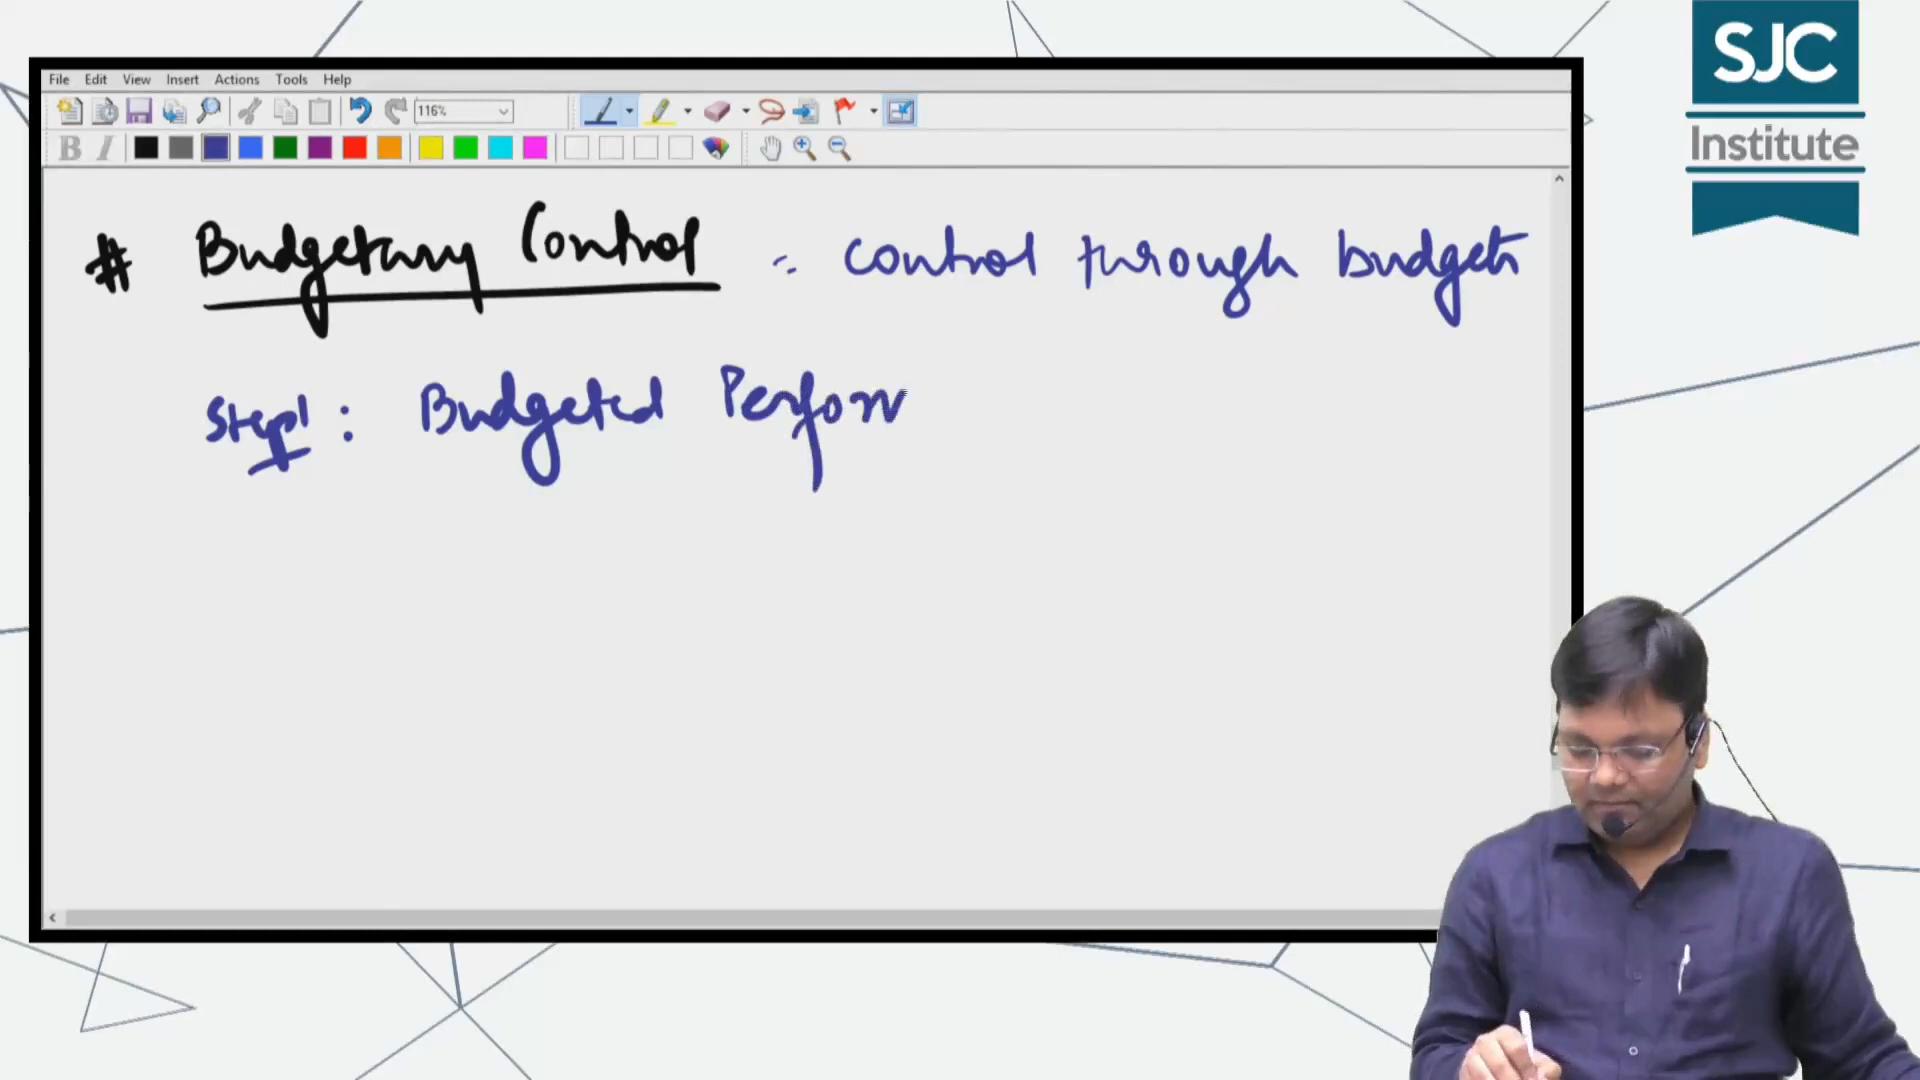 SJC
Institute
File Edit View Insert Actions Tools Help
116%
B I
# Budgetary Control = control through budgets
Step1 : Budgeted Perform